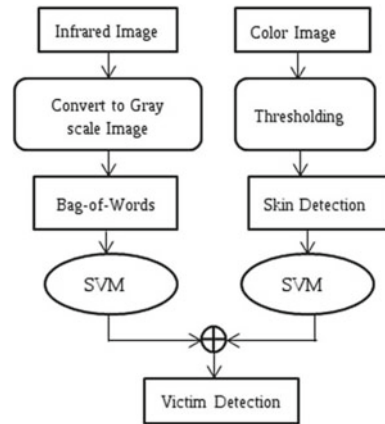 Infrared Image
Color Image
Convert to Gray
scale Image
Thresholding
Bag-of-Words
Skin Detection
SVM
SVM
Victim Detection